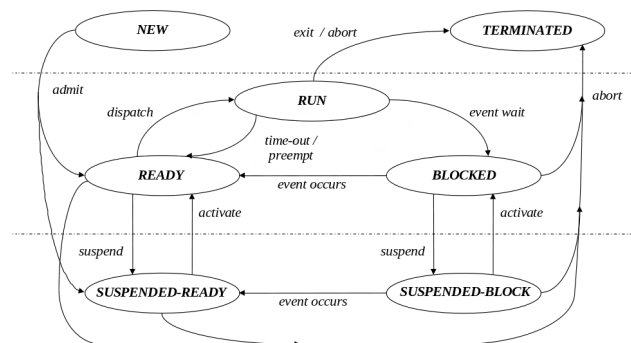 NEW
TERMINATED
exit / abort
admit
RUN
abort
dispatch
event wait
time-out /
preempt
READY
BLOCKED
event occurs
activate
activate
suspend
suspend
SUSPENDED-READY
SUSPENDED-BLOCK
event occurs